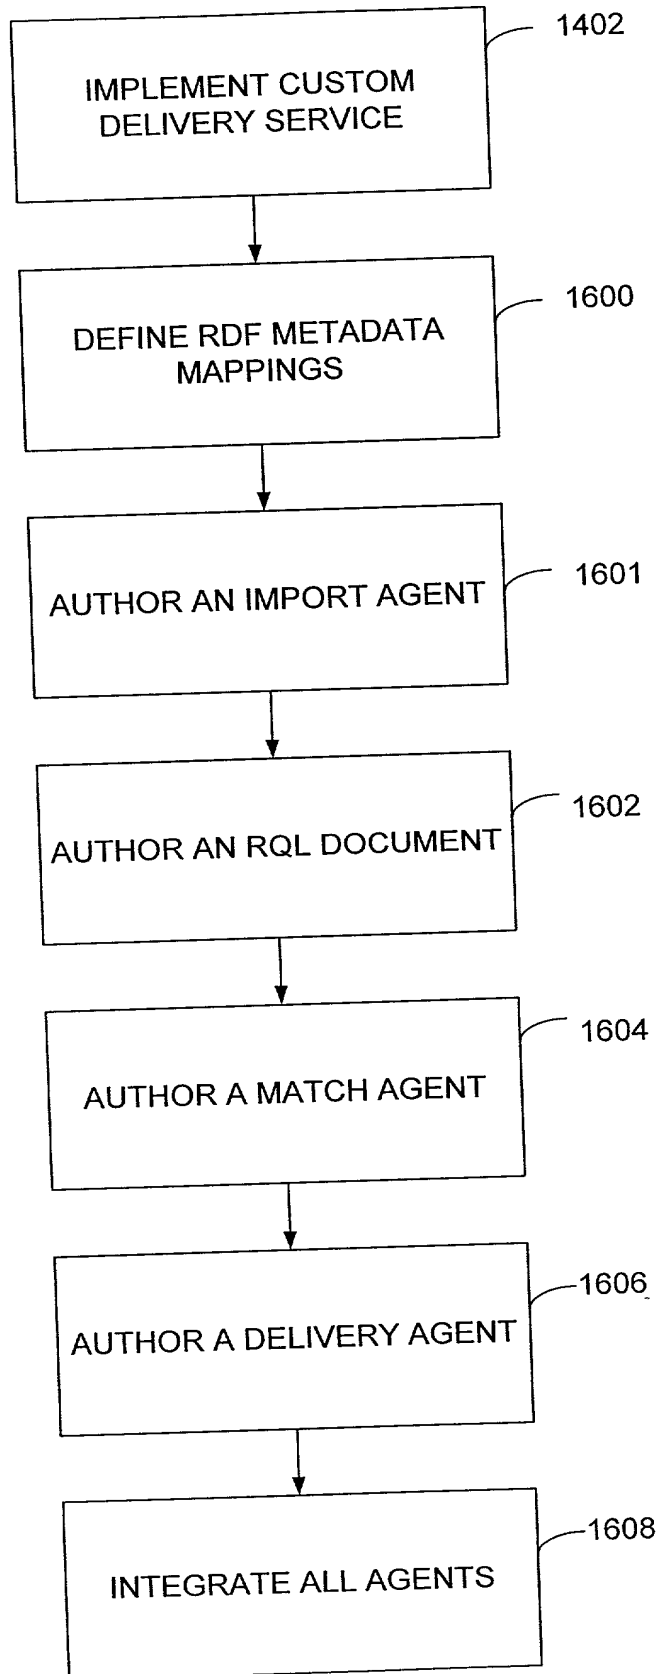 1402
IMPLEMENT CUSTOM
DELIVERY SERVICE
1600
DEFINE RDF METADATA
MAPPINGS
1601
AUTHOR AN IMPORT AGENT
1602
AUTHOR AN RQL DOCUMENT
1604
AUTHOR A MATCH AGENT
1606
AUTHOR A DELIVERY AGENT
1608
INTEGRATE ALL AGENTS